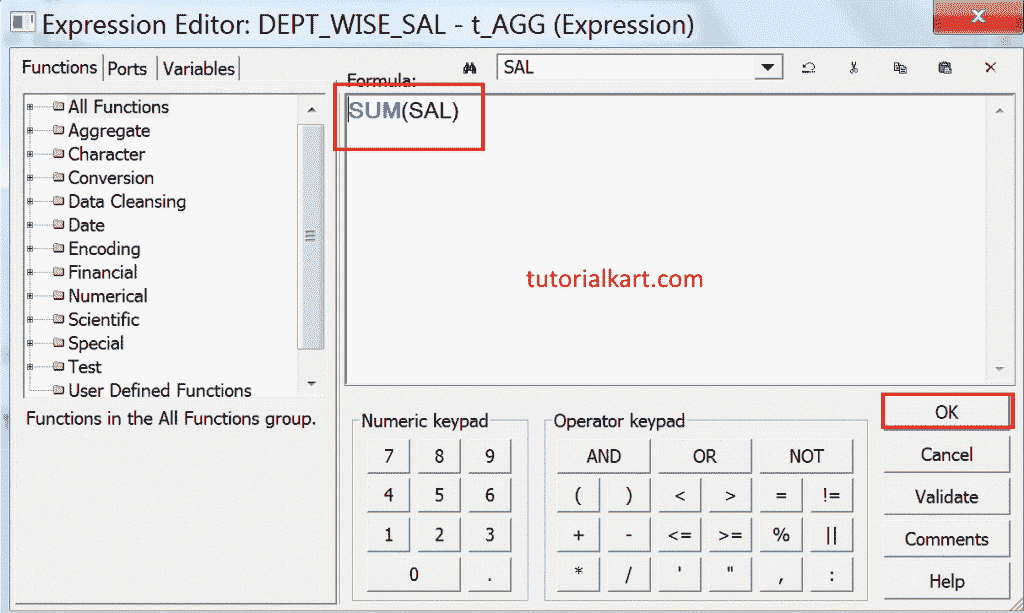 Expression Editor: DEPT_WISE_SAL - t_AGG (Expression)
Functions Ports Variables
Formula:
SAL
SUM(SAL)
All Functions
Aggregate
Character
Conversion
Data Cleansing
Date
Encoding
Financial
Numerical
Scientific
Special
Test
User Defined Functions
Functions in the All Functions group.
tutorialkart.com
Numeric keypad
7 8 9
4 5 6
1 2 3
0 .
Operator keypad
AND OR NOT
( ) < > = !=
+ - <= >= % ||
* / ' " , :
OK
Cancel
Validate
Comments
Help